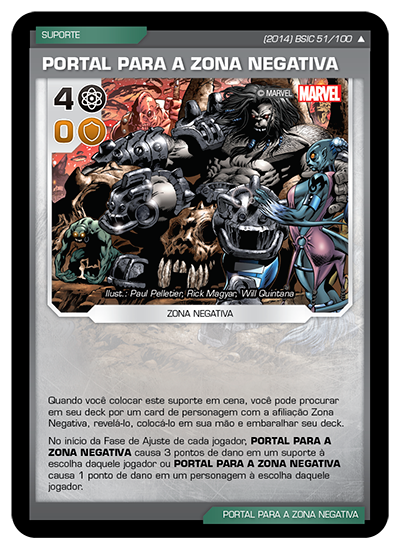 SUPORTE
(2014) BSIC 51/100 ▲
PORTAL PARA A ZONA NEGATIVA
4
© MARVEL MARVEL
0
Ilust.: Paul Pelletier, Rick Magyar, Will Quintana
ZONA NEGATIVA
Quando você colocar este suporte em cena, você pode procurar
em seu deck por um card de personagem com a afiliação Zona
Negativa, revelá-lo, colocá-lo em sua mão e embaralhar seu deck.
No início da Fase de Ajuste de cada jogador, PORTAL PARA A
ZONA NEGATIVA causa 3 pontos de dano em um suporte à
escolha daquele jogador ou PORTAL PARA A ZONA NEGATIVA
causa 1 ponto de dano em um personagem à escolha daquele
jogador.
PORTAL PARA A ZONA NEGATIVA